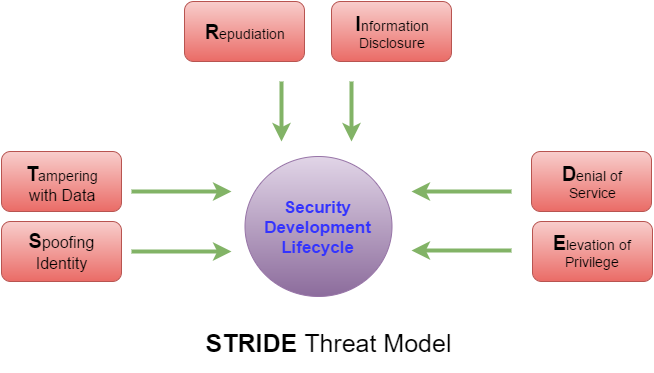 Repudiation
Information
Disclosure
Tampering
with Data
Denial of
Service
Security
Development
Lifecycle
Spoofing
Identity
Elevation of
Privilege
STRIDE Threat Model